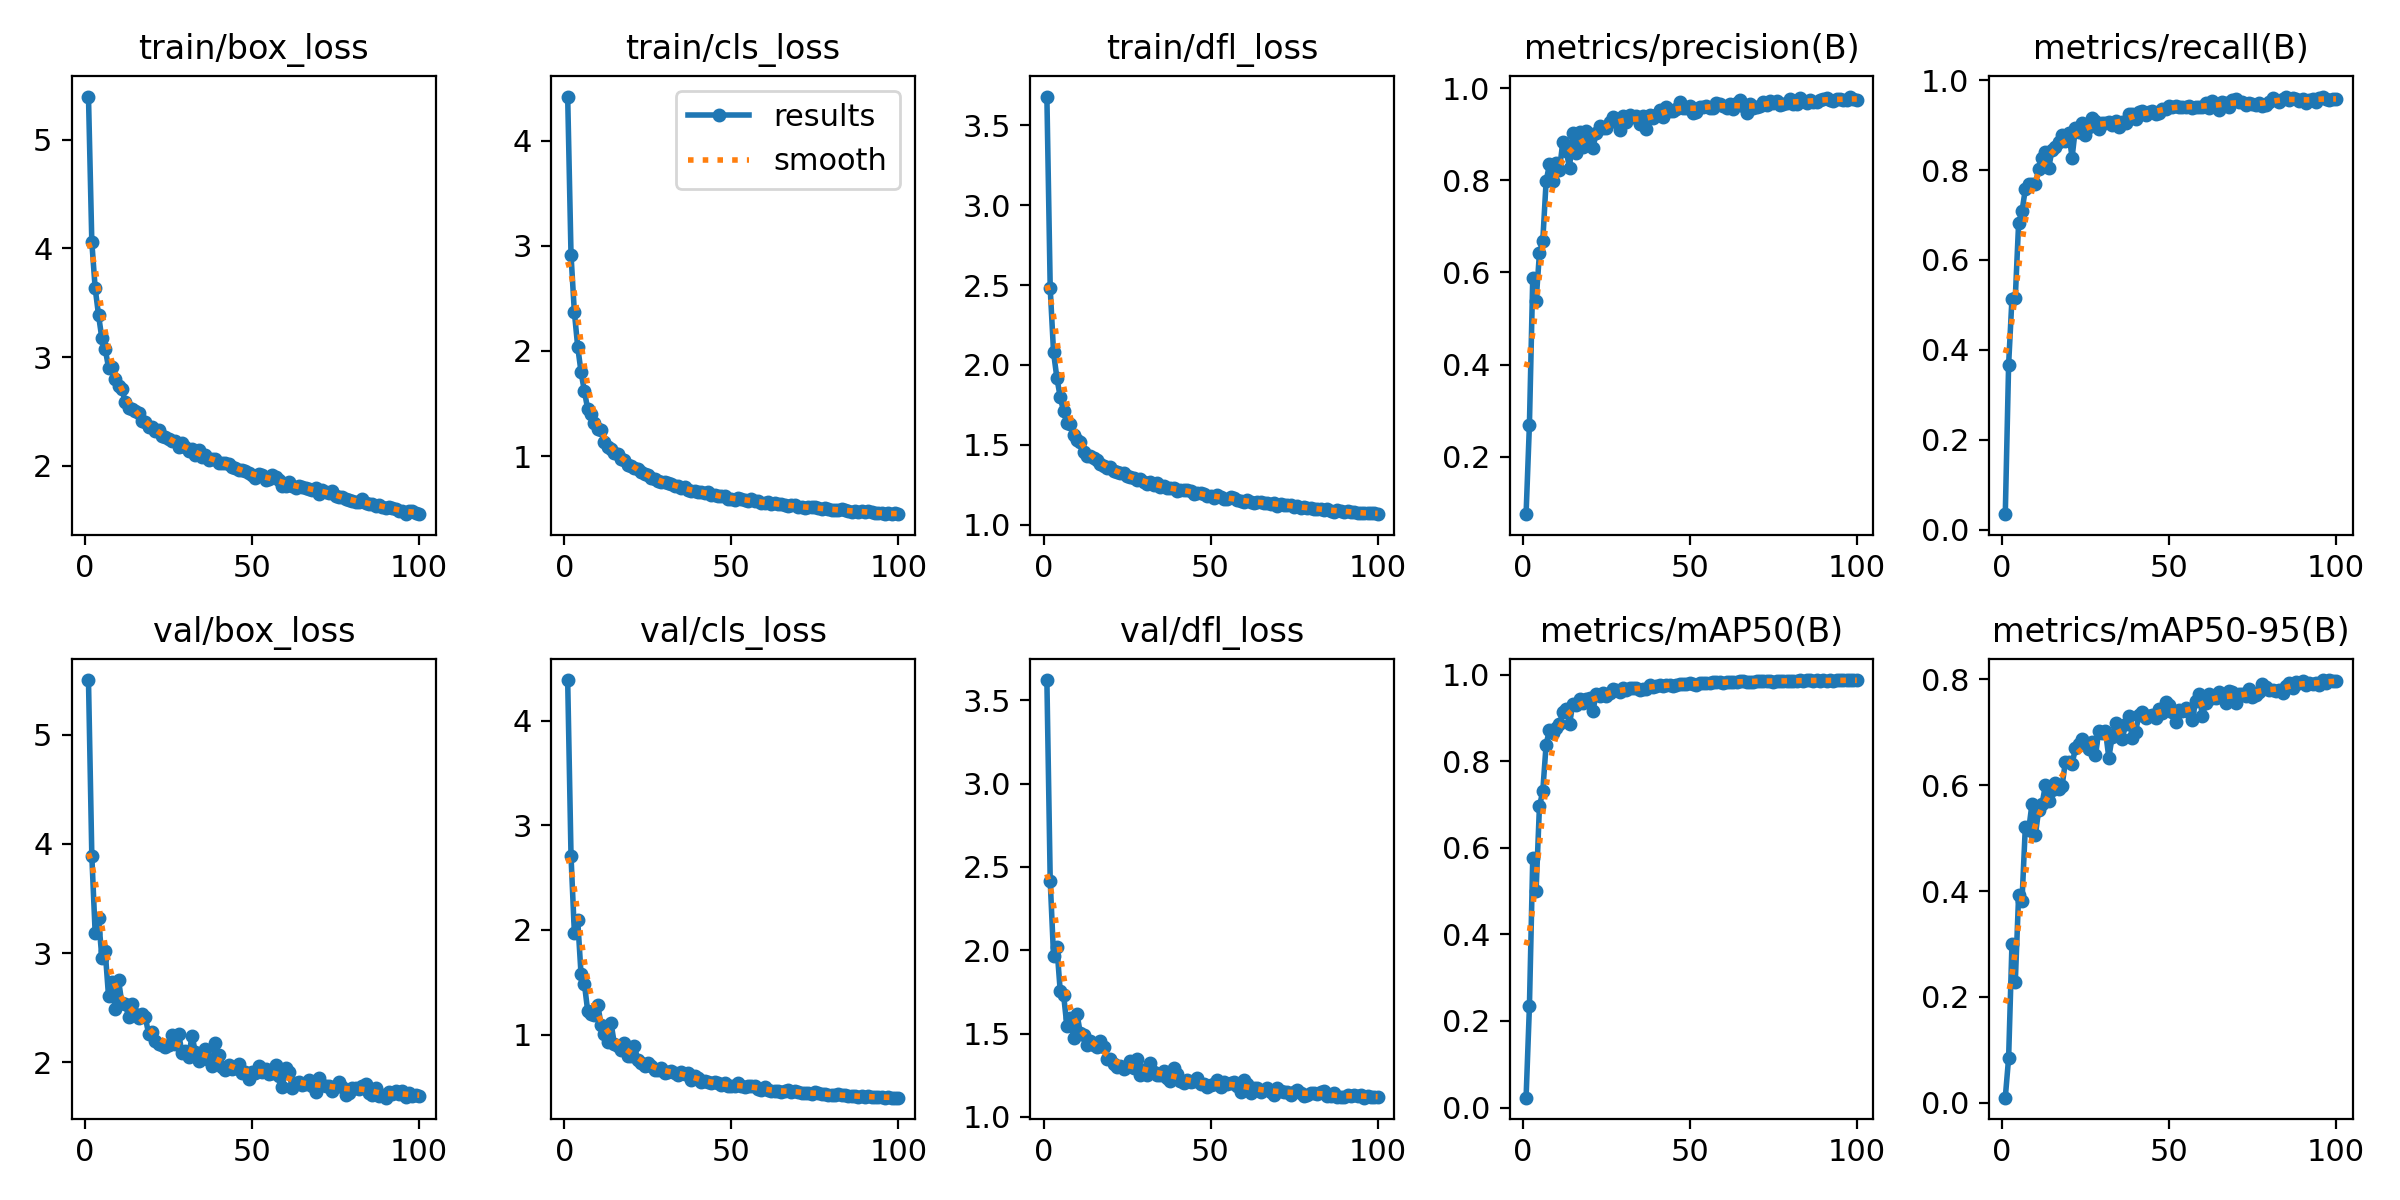 train/box_loss
5
4
3
2
0 50 100
train/cls_loss
results
smooth
4
3
2
1
0 50 100
train/dfl_loss
3.5
3.0
2.5
2.0
1.5
1.0
0 50 100
metrics/precision(B)
1.0
0.8
0.6
0.4
0.2
0 50 100
metrics/recall(B)
1.0
0.8
0.6
0.4
0.2
0.0
0 50 100
val/box_loss
5
4
3
2
0 50 100
val/cls_loss
4
3
2
1
0 50 100
val/dfl_loss
3.5
3.0
2.5
2.0
1.5
1.0
0 50 100
metrics/mAP50(B)
1.0
0.8
0.6
0.4
0.2
0.0
0 50 100
metrics/mAP50-95(B)
0.8
0.6
0.4
0.2
0.0
0 50 100